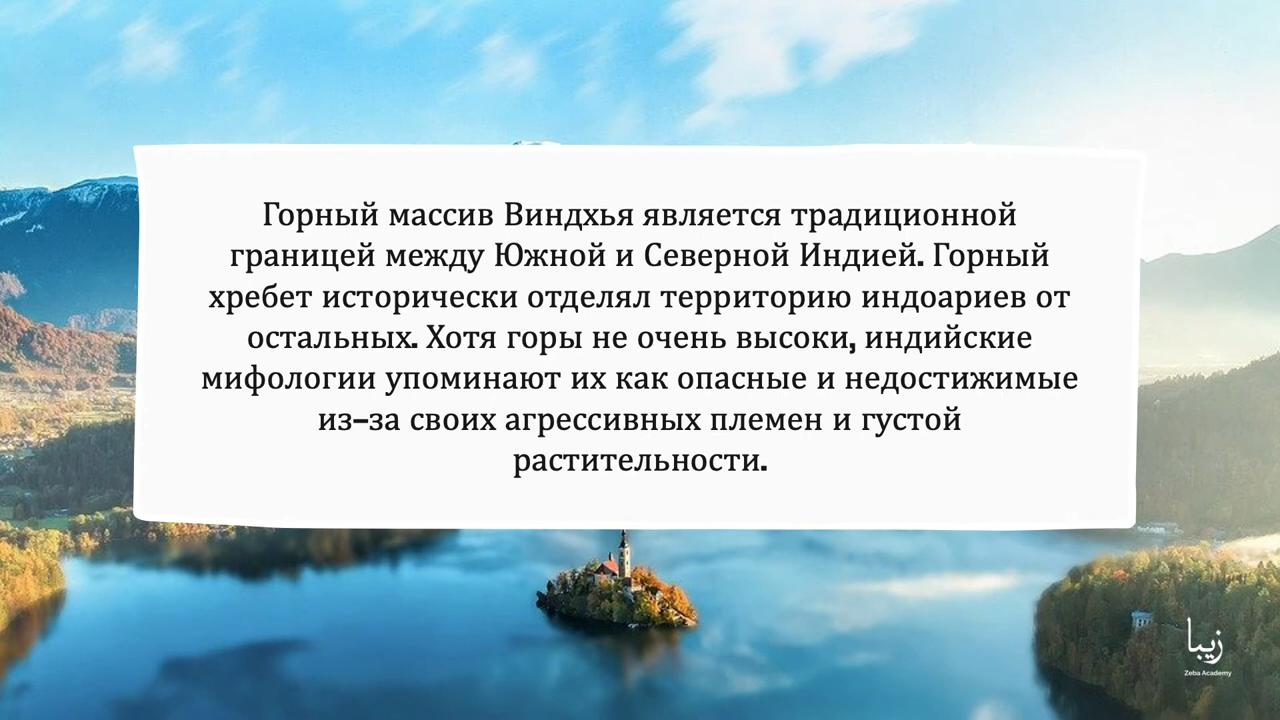 Горный массив Виндхья является традиционной
границей между Южной и Северной Индией. Горный
хребет исторически отделял территорию индоариев от
остальных. Хотя горы не очень высоки, индийские
мифологии упоминают их как опасные и недостижимые
из-за своих агрессивных племен и густой
растительности.
زیبا
Zeba Academy